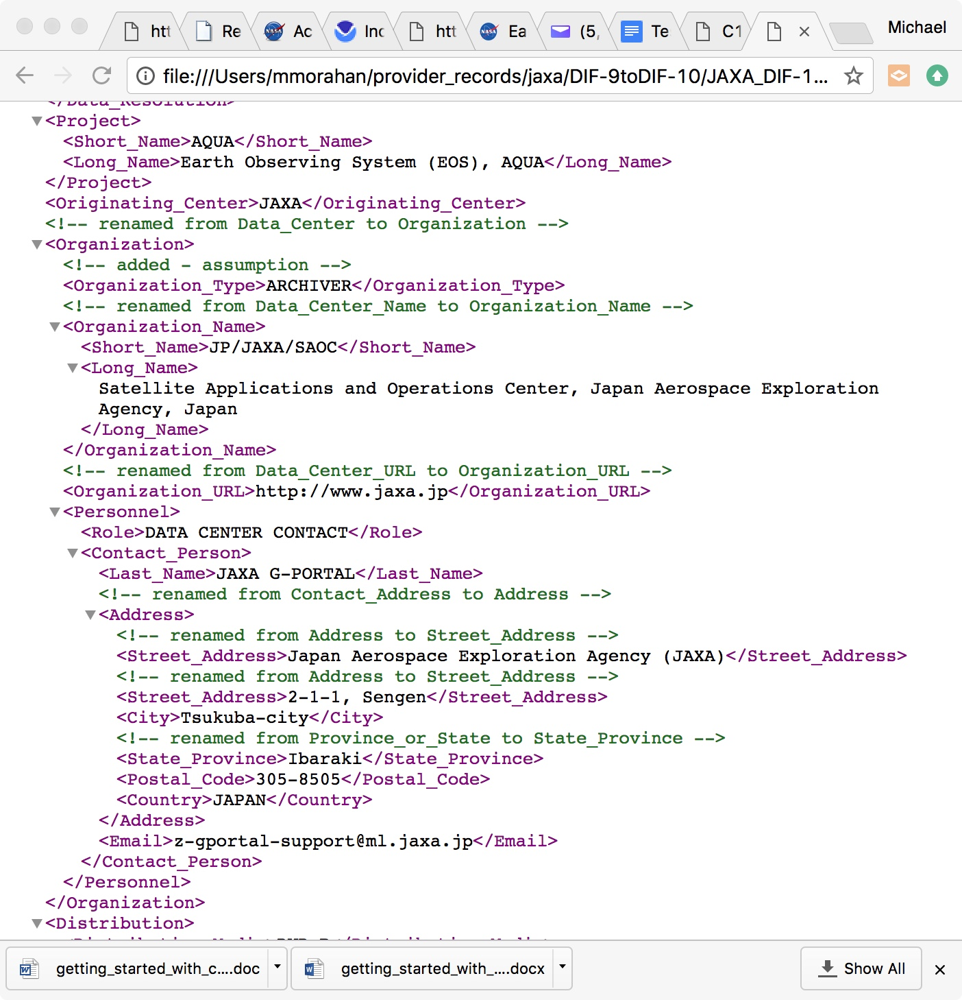 htt
Re
Ac
Inc
htt
Ea
(5,
Te
C1
Michael
file:///Users/mmorahan/provider_records/jaxa/DIF-9toDIF-10/JAXA_DIF-1...
</Data_Resolution>
<Project>
<Short_Name>AQUA</Short_Name>
<Long_Name>Earth Observing System (EOS), AQUA</Long_Name>
</Project>
<Originating_Center>JAXA</Originating_Center>
<!-- renamed from Data_Center to Organization -->
<Organization>
<!-- added - assumption -->
<Organization_Type>ARCHIVER</Organization_Type>
<!-- renamed from Data_Center_Name to Organization_Name -->
<Organization_Name>
<Short_Name>JP/JAXA/SAOC</Short_Name>
<Long_Name>
Satellite Applications and Operations Center, Japan Aerospace Exploration
Agency, Japan
</Long_Name>
</Organization_Name>
<!-- renamed from Data_Center_URL to Organization_URL -->
<Organization_URL>http://www.jaxa.jp</Organization_URL>
<Personnel>
<Role>DATA CENTER CONTACT</Role>
<Contact_Person>
<Last_Name>JAXA G-PORTAL</Last_Name>
<!-- renamed from Contact_Address to Address -->
<Address>
<!-- renamed from Address to Street_Address -->
<Street_Address>Japan Aerospace Exploration Agency (JAXA)</Street_Address>
<!-- renamed from Address to Street_Address -->
<Street_Address>2-1-1, Sengen</Street_Address>
<City>Tsukuba-city</City>
<!-- renamed from Province_or_State to State_Province -->
<State_Province>Ibaraki</State_Province>
<Postal_Code>305-8505</Postal_Code>
<Country>JAPAN</Country>
</Address>
<Email>z-gportal-support@ml.jaxa.jp</Email>
</Contact_Person>
</Personnel>
</Organization>
<Distribution>
getting_started_with_c....doc
getting_started_with_....docx
Show All